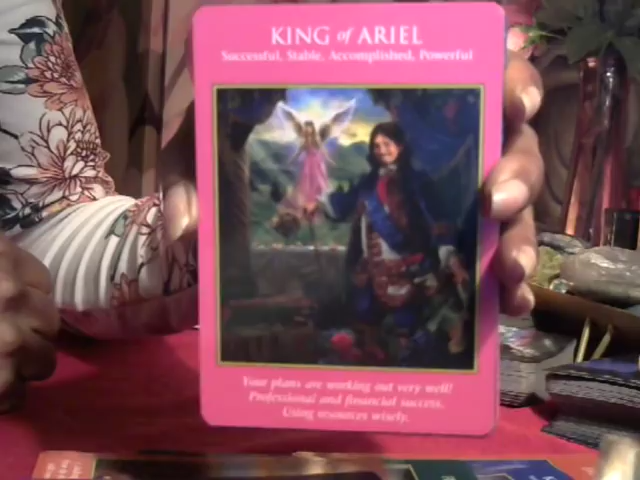 KING of ARIEL
Successful, Stable, Accomplished, Powerful
Your plans are working out very well!
Professional and financial success.
Using resources wisely.